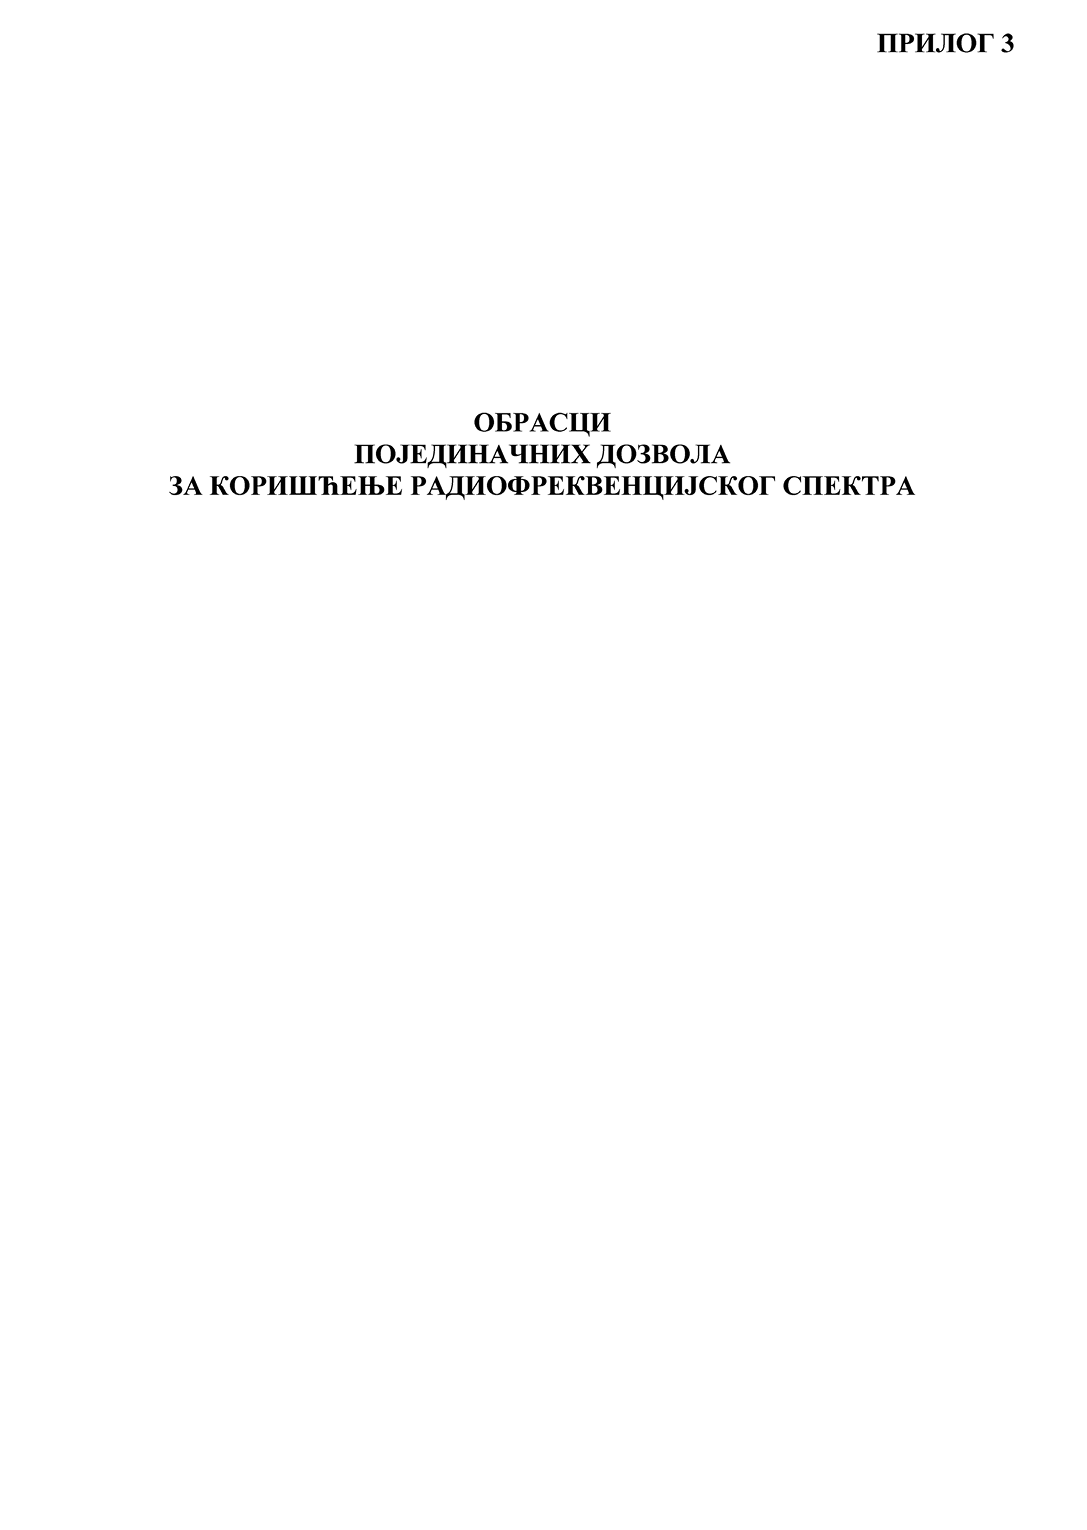 ПРИЛОГ 3
ОБРАСЦИ
ПОЈЕДИНАЧНИХ ДОЗВОЛА
ЗА КОРИШЋЕЊЕ РАДИОФРЕКВЕНЦИЈСКОГ СПЕКТРА